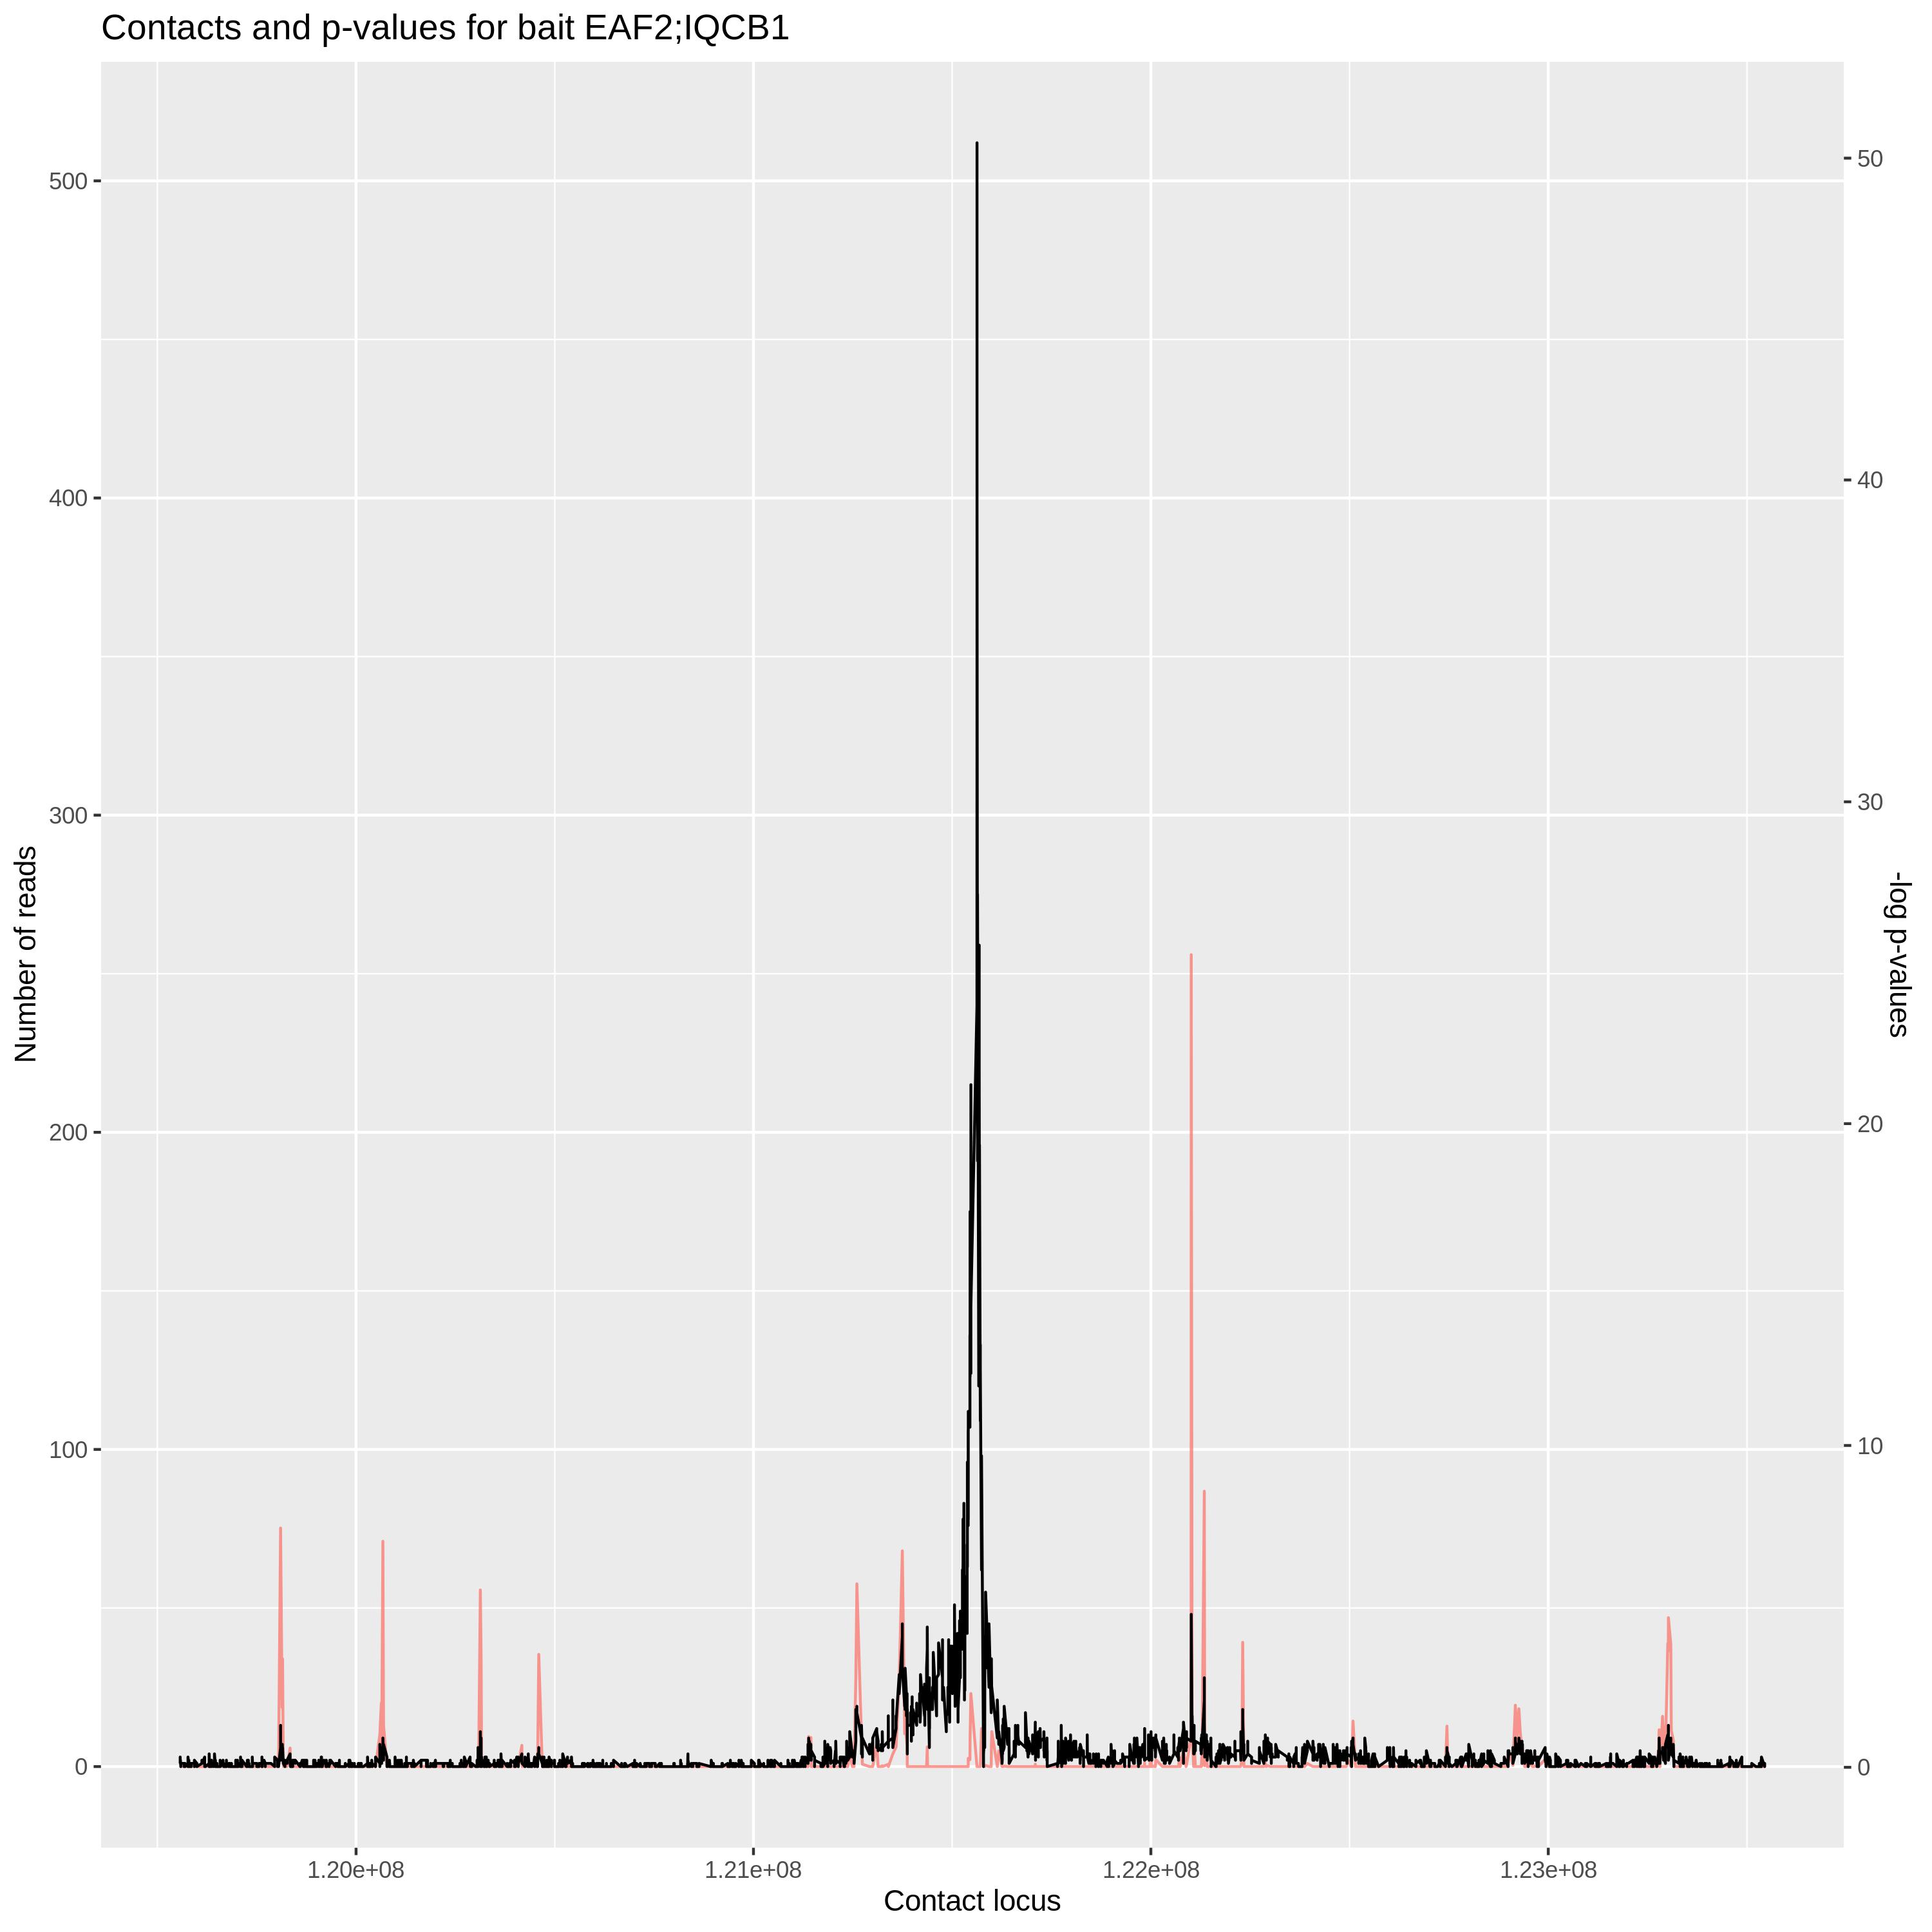 Contacts and p-values for bait EAF2;IQCB1
500
400
300
200
100
0
50
40
30
20
10
0
Number of reads
-log p-values
1.20e+08
1.21e+08
1.22e+08
1.23e+08
Contact locus